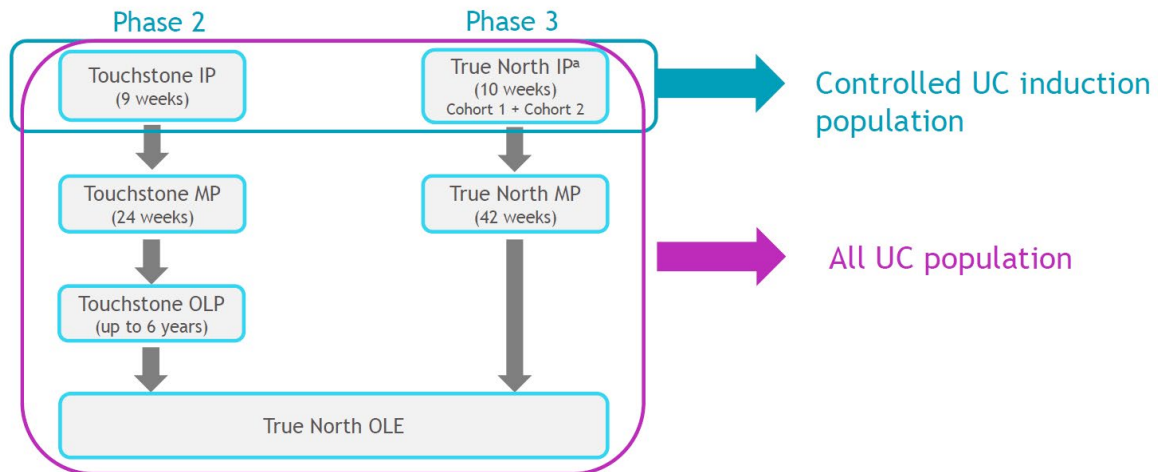 Phase 2
Phase 3
Touchstone IP
(9 weeks)
True North IPᵃ
(10 weeks)
Cohort 1 + Cohort 2
Controlled UC induction
population
Touchstone MP
(24 weeks)
True North MP
(42 weeks)
All UC population
Touchstone OLP
(up to 6 years)
True North OLE